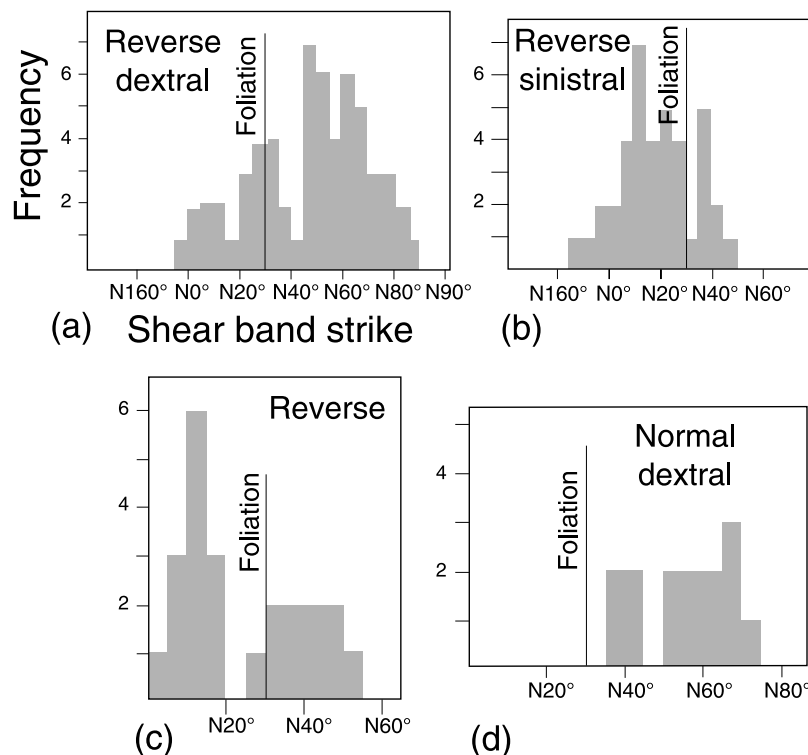 Reverse
dextral
Foliation
Frequency
6
4
2
N160° N0° N20° N40° N60° N80° N90°
(a) Shear band strike
Reverse
sinistral
Foliation
6
4
2
N160° N0° N20° N40° N60°
(b)
Reverse
Foliation
6
4
2
N20° N40° N60°
(c)
Normal
dextral
Foliation
4
2
N20° N40° N60° N80°
(d)